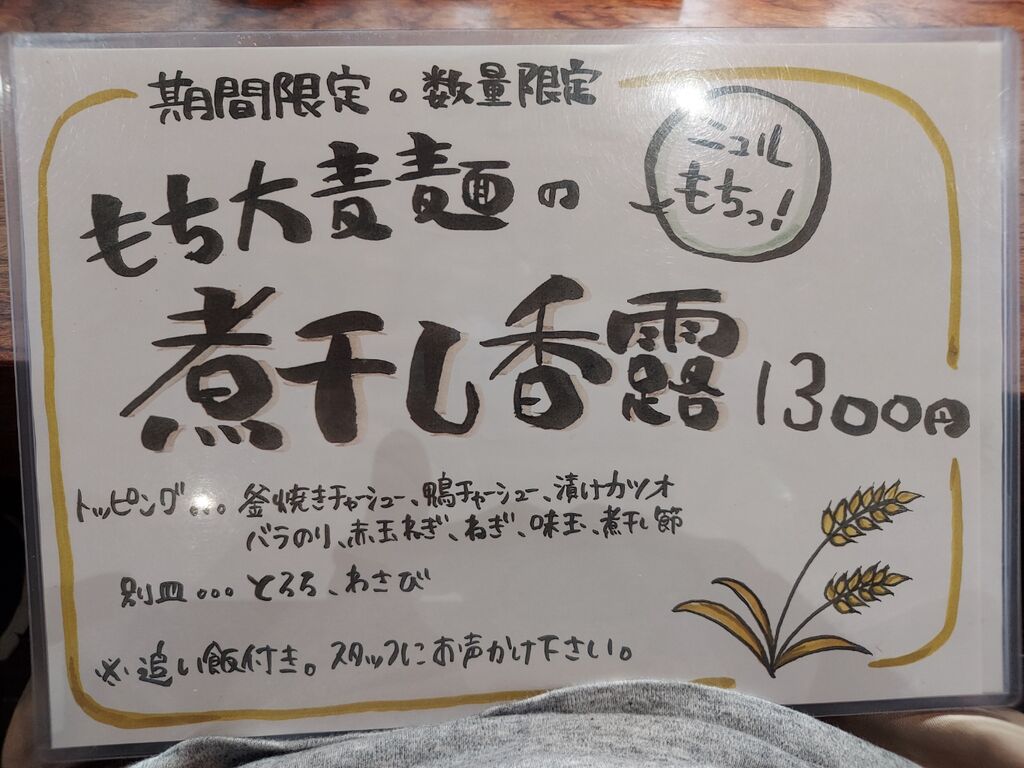 期間限定。数量限定
もち大麦麺の
ニュル
もちっ!
煮干し香露 1300円
トッピング… 釜焼きチャーシュー、鴨チャーシュー、漬けカツオ
バラのり、赤玉ねぎ、ねぎ、味玉、煮干し節
別皿… とろろ、わさび
※追い飯付き。スタッフにお声かけ下さい。